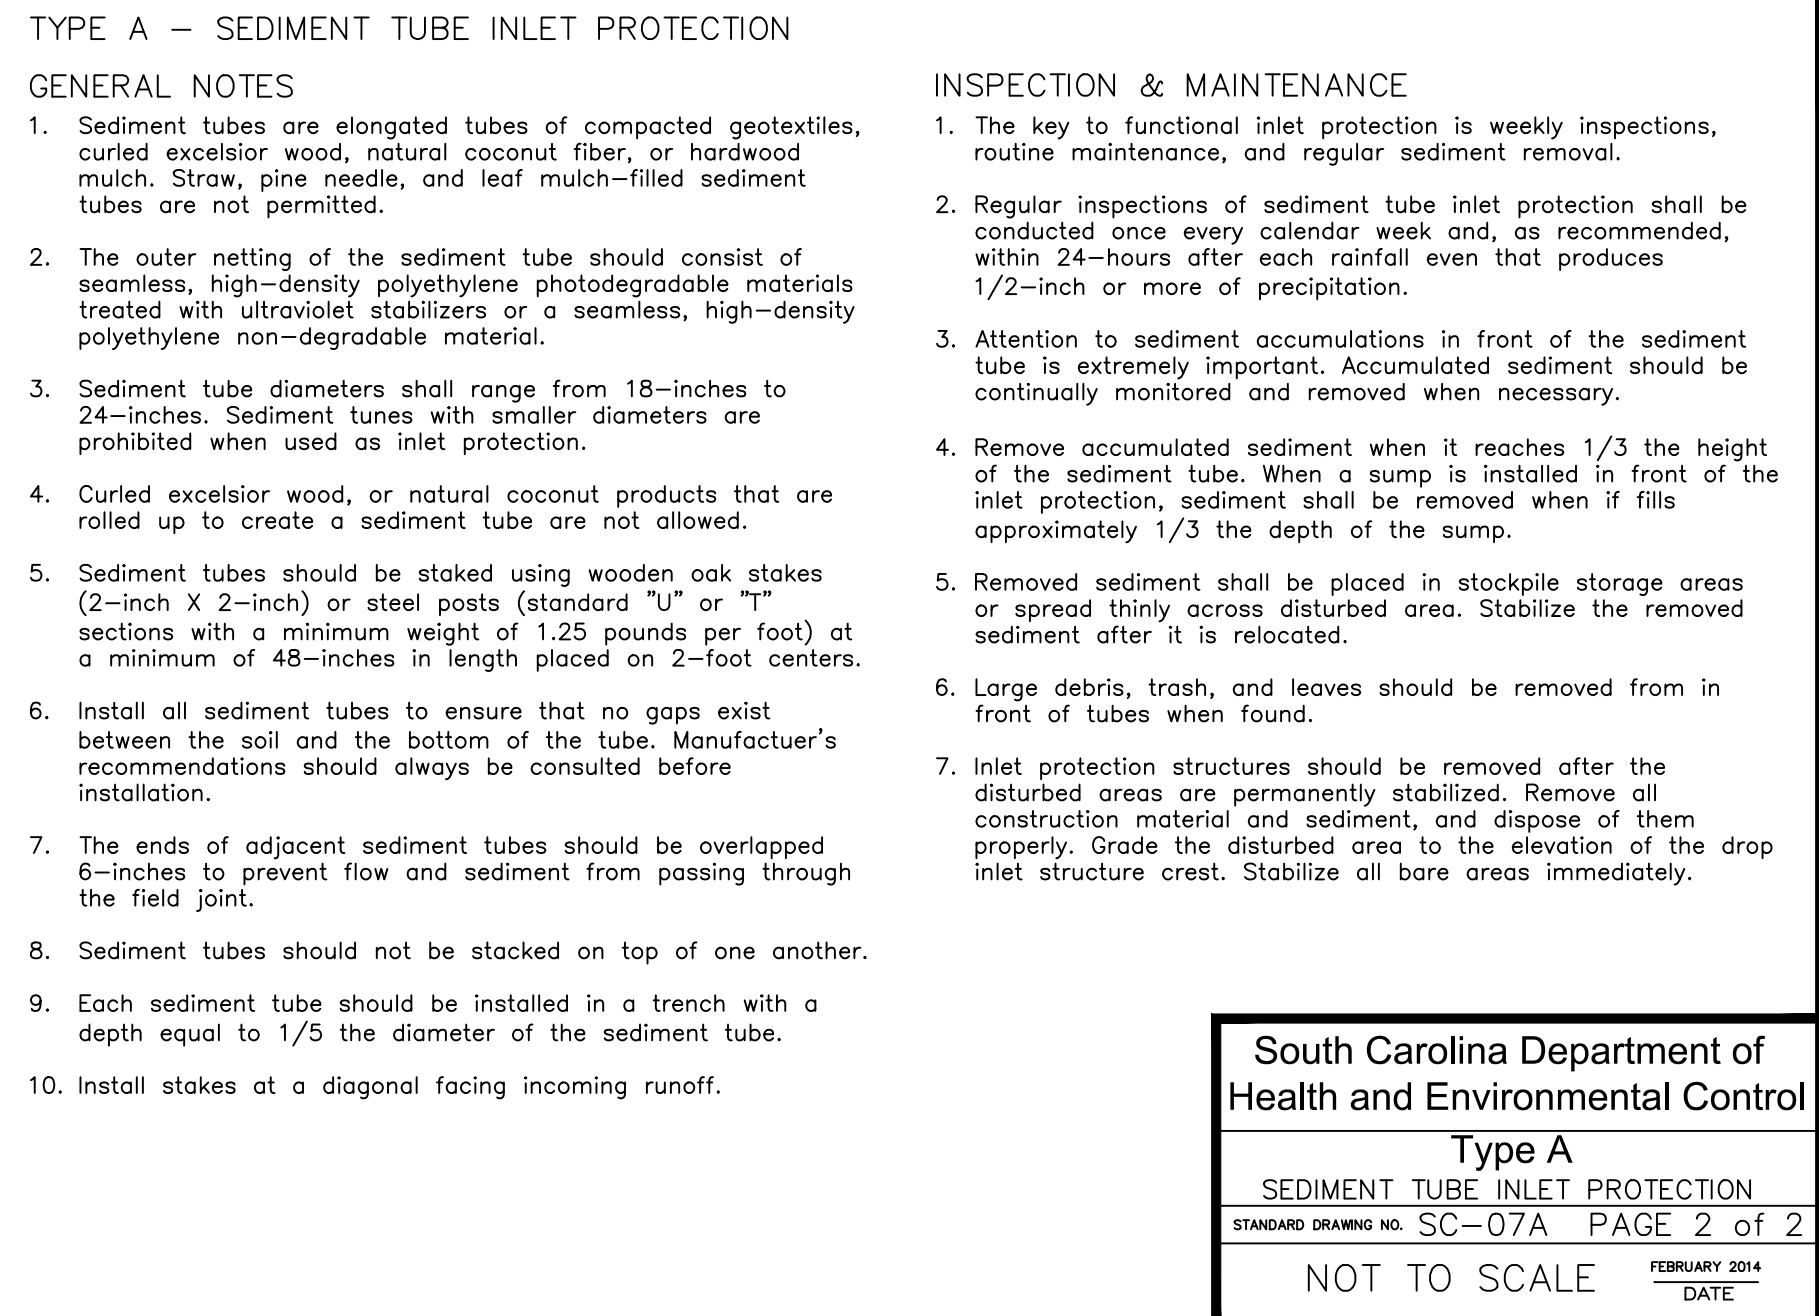 TYPE A – SEDIMENT TUBE INLET PROTECTION
GENERAL NOTES
1. Sediment tubes are elongated tubes of compacted geotextiles,
curled excelsior wood, natural coconut fiber, or hardwood
mulch. Straw, pine needle, and leaf mulch–filled sediment
tubes are not permitted.
2. The outer netting of the sediment tube should consist of
seamless, high–density polyethylene photodegradable materials
treated with ultraviolet stabilizers or a seamless, high–density
polyethylene non–degradable material.
3. Sediment tube diameters shall range from 18–inches to
24–inches. Sediment tunes with smaller diameters are
prohibited when used as inlet protection.
4. Curled excelsior wood, or natural coconut products that are
rolled up to create a sediment tube are not allowed.
5. Sediment tubes should be staked using wooden oak stakes
(2–inch X 2–inch) or steel posts (standard "U" or "T"
sections with a minimum weight of 1.25 pounds per foot) at
a minimum of 48–inches in length placed on 2–foot centers.
6. Install all sediment tubes to ensure that no gaps exist
between the soil and the bottom of the tube. Manufactuer's
recommendations should always be consulted before
installation.
7. The ends of adjacent sediment tubes should be overlapped
6–inches to prevent flow and sediment from passing through
the field joint.
8. Sediment tubes should not be stacked on top of one another.
9. Each sediment tube should be installed in a trench with a
depth equal to 1/5 the diameter of the sediment tube.
10. Install stakes at a diagonal facing incoming runoff.
INSPECTION & MAINTENANCE
1. The key to functional inlet protection is weekly inspections,
routine maintenance, and regular sediment removal.
2. Regular inspections of sediment tube inlet protection shall be
conducted once every calendar week and, as recommended,
within 24–hours after each rainfall even that produces
1/2–inch or more of precipitation.
3. Attention to sediment accumulations in front of the sediment
tube is extremely important. Accumulated sediment should be
continually monitored and removed when necessary.
4. Remove accumulated sediment when it reaches 1/3 the height
of the sediment tube. When a sump is installed in front of the
inlet protection, sediment shall be removed when if fills
approximately 1/3 the depth of the sump.
5. Removed sediment shall be placed in stockpile storage areas
or spread thinly across disturbed area. Stabilize the removed
sediment after it is relocated.
6. Large debris, trash, and leaves should be removed from in
front of tubes when found.
7. Inlet protection structures should be removed after the
disturbed areas are permanently stabilized. Remove all
construction material and sediment, and dispose of them
properly. Grade the disturbed area to the elevation of the drop
inlet structure crest. Stabilize all bare areas immediately.
South Carolina Department of
Health and Environmental Control
Type A
SEDIMENT TUBE INLET PROTECTION
STANDARD DRAWING NO. SC–07A PAGE 2 of 2
NOT TO SCALE FEBRUARY 2014
DATE